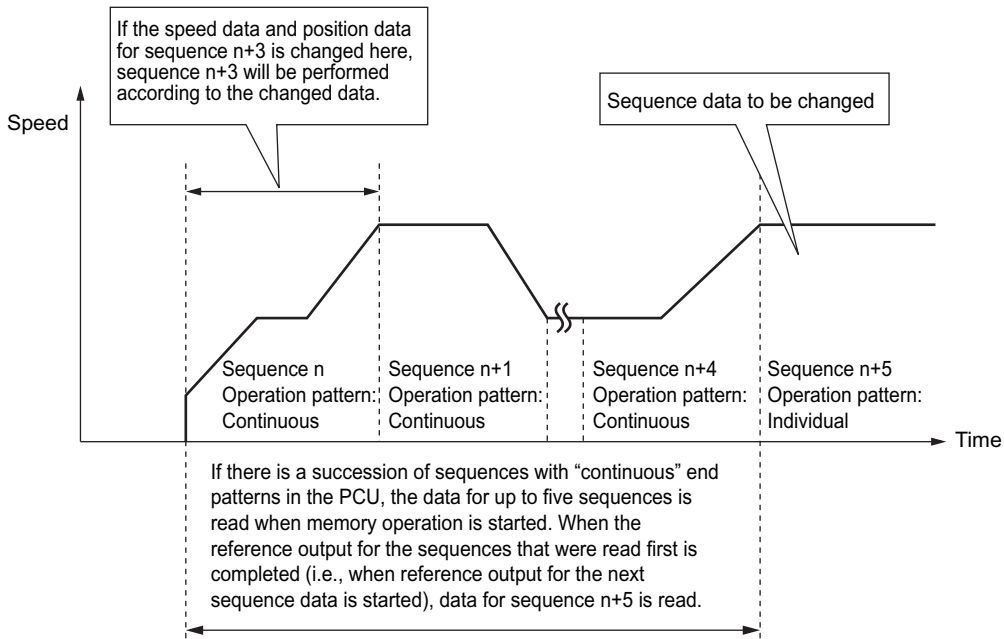 If the speed data and position data
for sequence n+3 is changed here,
sequence n+3 will be performed
according to the changed data.
Sequence data to be changed
Speed
Sequence n
Operation pattern:
Continuous
Sequence n+1
Operation pattern:
Continuous
Sequence n+4
Operation pattern:
Continuous
Sequence n+5
Operation pattern:
Individual
Time
If there is a succession of sequences with “continuous” end
patterns in the PCU, the data for up to five sequences is
read when memory operation is started. When the
reference output for the sequences that were read first is
completed (i.e., when reference output for the next
sequence data is started), data for sequence n+5 is read.